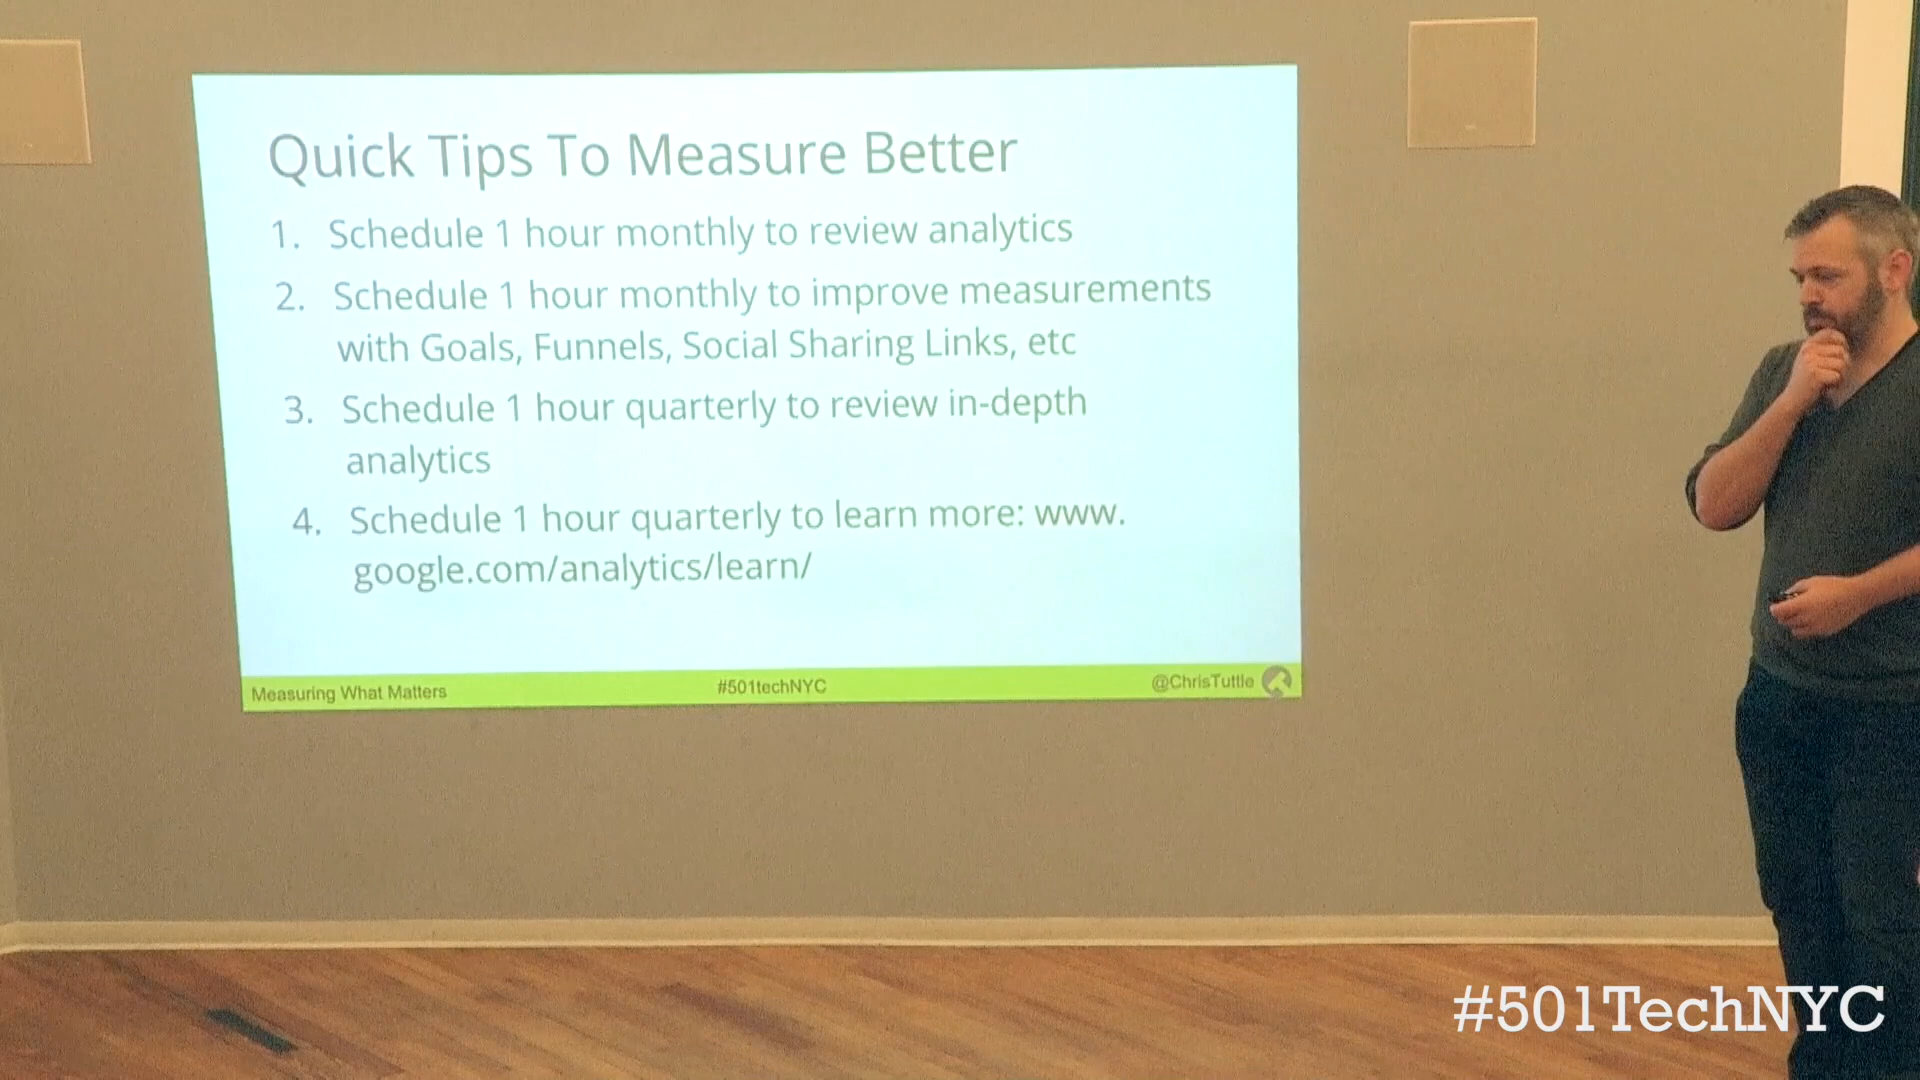 Quick Tips To Measure Better
1. Schedule 1 hour monthly to review analytics
2. Schedule 1 hour monthly to improve measurements
with Goals, Funnels, Social Sharing Links, etc
3. Schedule 1 hour quarterly to review in-depth
analytics
4. Schedule 1 hour quarterly to learn more: www.
google.com/analytics/learn/
Measuring What Matters
#501techNYC
@ChrisTuttle
#501TechNYC